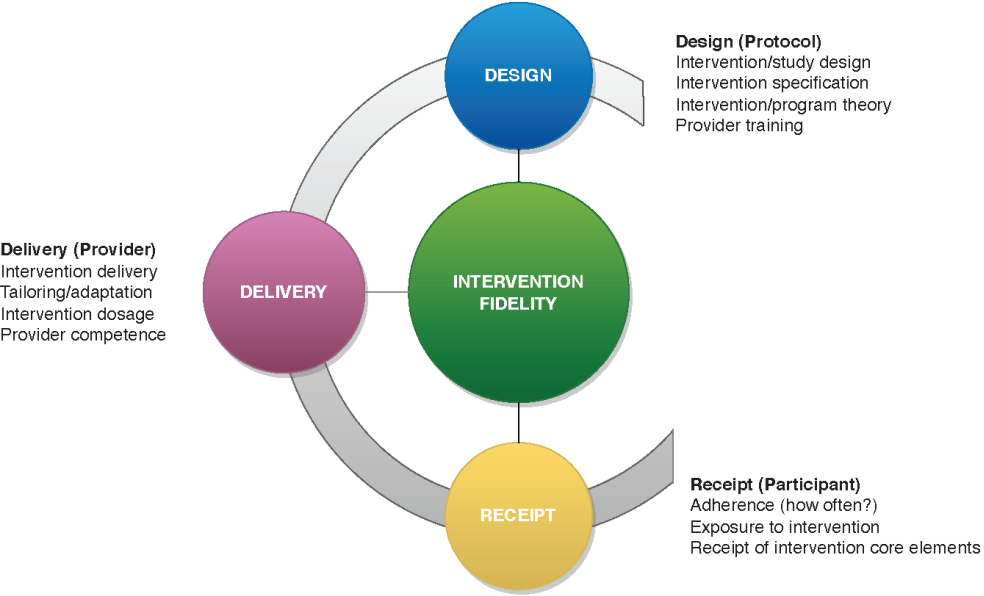 DESIGN
Design (Protocol)
Intervention/study design
Intervention specification
Intervention/program theory
Provider training
Delivery (Provider)
Intervention delivery
Tailoring/adaptation
Intervention dosage
Provider competence
DELIVERY
INTERVENTION
FIDELITY
RECEIPT
Receipt (Participant)
Adherence (how often?)
Exposure to intervention
Receipt of intervention core elements